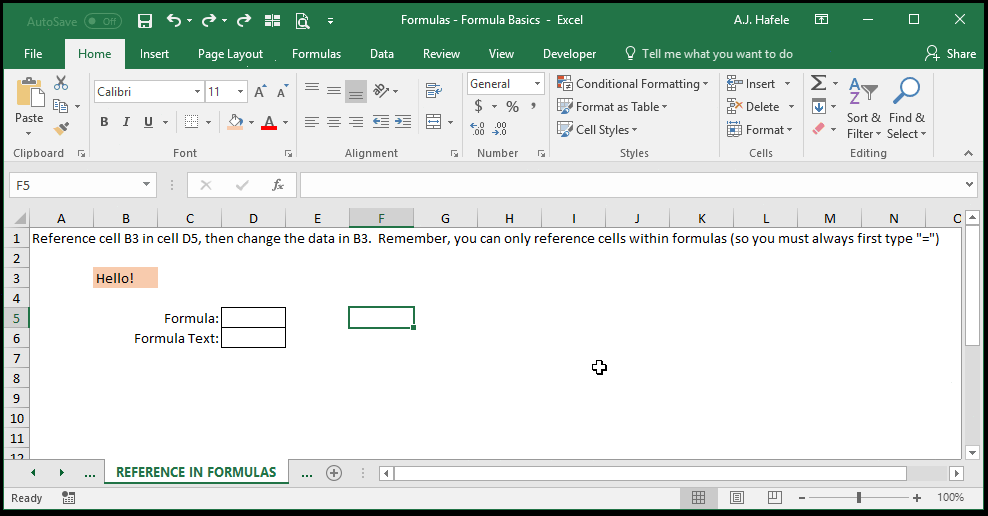 AutoSave Off Formulas - Formula Basics - Excel A.J. Hafele
File Home Insert Page Layout Formulas Data Review View Developer Tell me what you want to do Share
Paste
Clipboard
Calibri 11
B I U A
Font
Alignment
General
$ % ,
Number
Conditional Formatting
Format as Table
Cell Styles
Styles
Insert
Delete
Format
Cells
Sort & Filter
Find & Select
Editing
F5 fx
A B C D E F G H I J K L M N O
1 Reference cell B3 in cell D5, then change the data in B3. Remember, you can only reference cells within formulas (so you must always first type "=")
2
3 Hello!
4
5 Formula:
6 Formula Text:
7
8
9
10
11
12
... REFERENCE IN FORMULAS ...
Ready 100%